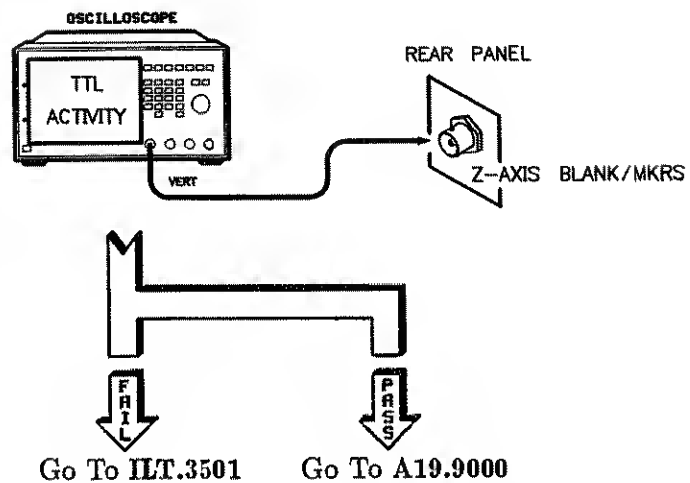 OSCILLOSCOPE
TTL
ACTIVITY
VERT
REAR PANEL
Z-AXIS BLANK/MKRS
FAIL
PASS
Go To ILT.3501
Go To A19.9000